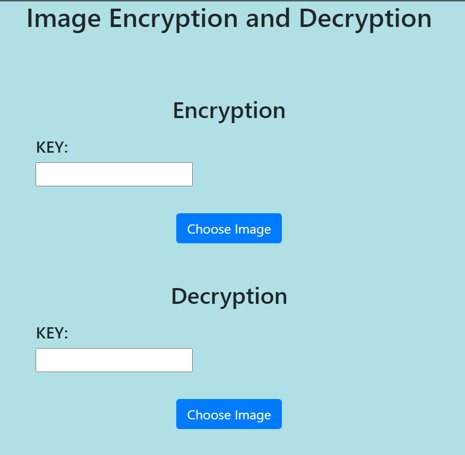 Image Encryption and Decryption
Encryption
KEY:
Choose Image
Decryption
KEY:
Choose Image